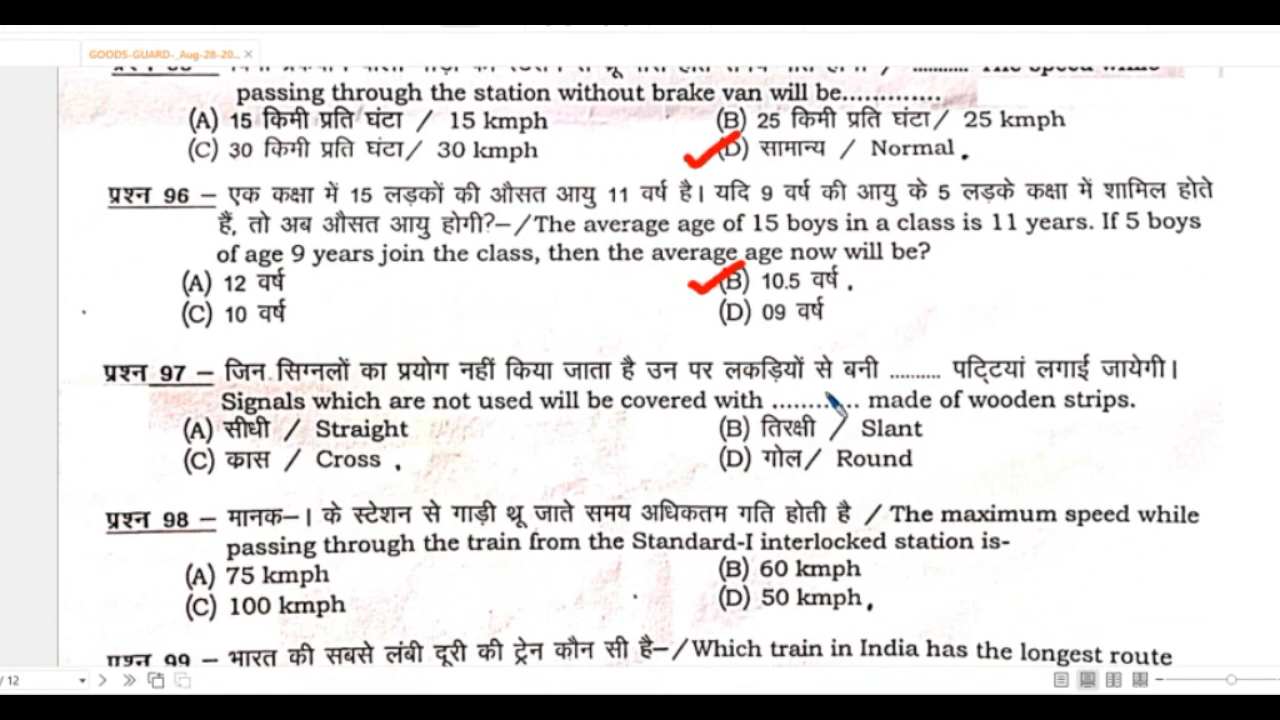 GOODS-GUARD-_Aug-28-20... ×
passing through the station without brake van will be..............
(A) 15 किमी प्रति घंटा / 15 kmph (B) 25 किमी प्रति घंटा/ 25 kmph
(C) 30 किमी प्रति घंटा/ 30 kmph (D) सामान्य / Normal .
प्रश्न 96 – एक कक्षा में 15 लड़कों की औसत आयु 11 वर्ष है। यदि 9 वर्ष की आयु के 5 लड़के कक्षा में शामिल होते
हैं, तो अब औसत आयु होगी?–/The average age of 15 boys in a class is 11 years. If 5 boys
of age 9 years join the class, then the average age now will be?
(A) 12 वर्ष (B) 10.5 वर्ष .
(C) 10 वर्ष (D) 09 वर्ष
प्रश्न 97 – जिन सिग्नलों का प्रयोग नहीं किया जाता है उन पर लकड़ियों से बनी .......... पट्टियां लगाई जायेगी।
Signals which are not used will be covered with ............ made of wooden strips.
(A) सीधी / Straight (B) तिरक्षी / Slant
(C) कास / Cross . (D) गोल/ Round
प्रश्न 98 – मानक–। के स्टेशन से गाड़ी थ्रू जाते समय अधिकतम गति होती है / The maximum speed while
passing through the train from the Standard-I interlocked station is-
(A) 75 kmph (B) 60 kmph
(C) 100 kmph (D) 50 kmph .
प्रश्न 99 – भारत की सबसे लंबी दूरी की ट्रेन कौन सी है–/Which train in India has the longest route
/ 12